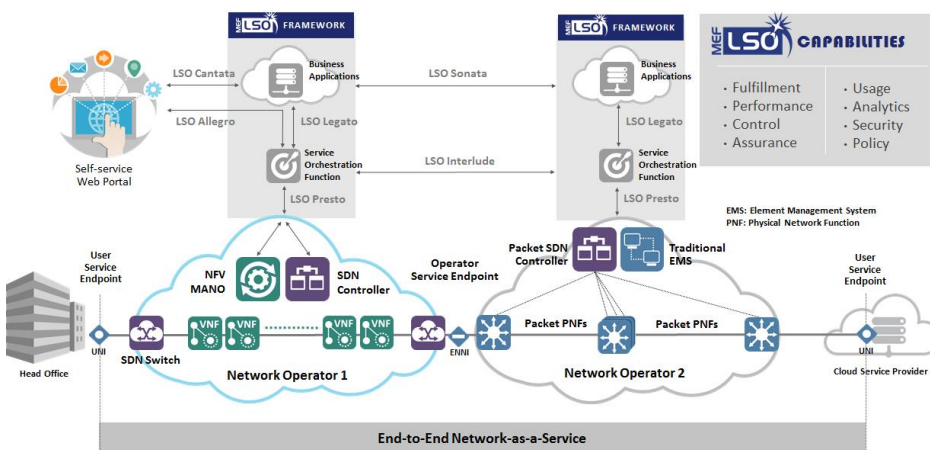 MEF LSO FRAMEWORK
MEF LSO FRAMEWORK
MEF LSO CAPABILITIES
• Fulfillment
• Performance
• Control
• Assurance
• Usage
• Analytics
• Security
• Policy
Business
Applications
Business
Applications
LSO Cantata
LSO Sonata
LSO Allegro
LSO Legato
LSO Legato
Self-service
Web Portal
Service
Orchestration
Function
LSO Interlude
Service
Orchestration
Function
LSO Presto
LSO Presto
EMS: Element Management System
PNF: Physical Network Function
User
Service
Endpoint
NFV
MANO
SDN
Controller
Operator
Service Endpoint
Packet SDN
Controller
Traditional
EMS
User
Service
Endpoint
UNI
SDN Switch
VNF
VNF
VNF
VNF
ENNI
Packet PNFs
Packet PNFs
UNI
Head Office
Network Operator 1
Network Operator 2
Cloud Service Provider
End-to-End Network-as-a-Service